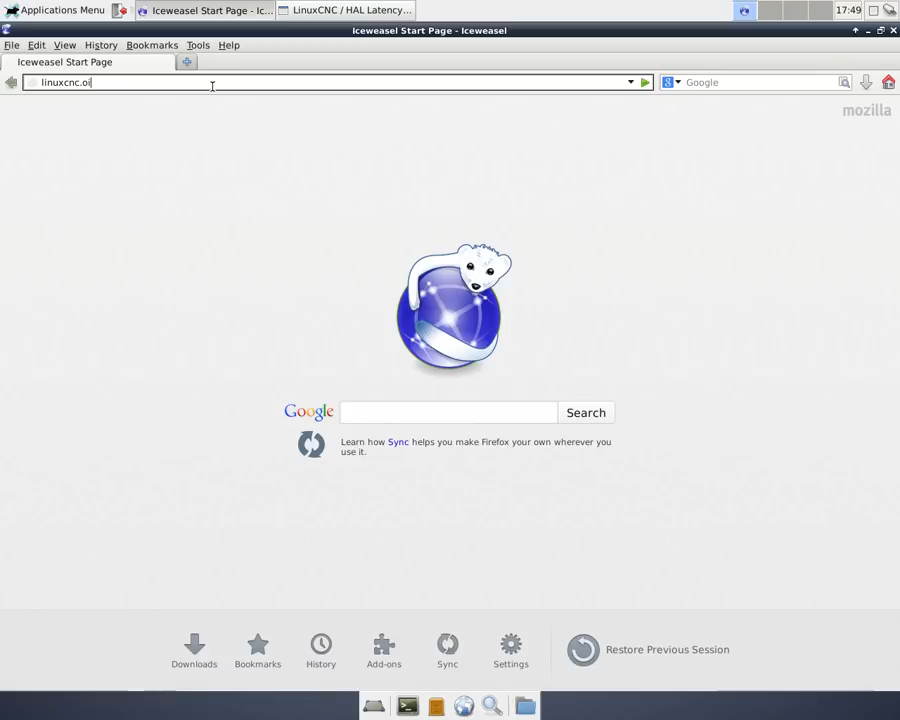 Applications Menu Iceweasel Start Page - Ic... LinuxCNC / HAL Latency... 17:49
Iceweasel Start Page - Iceweasel
File Edit View History Bookmarks Tools Help
Iceweasel Start Page
linuxcnc.oi 8 Google
mozilla
Google Search
Learn how Sync helps you make Firefox your own wherever you
use it.
Downloads Bookmarks History Add-ons Sync Settings Restore Previous Session